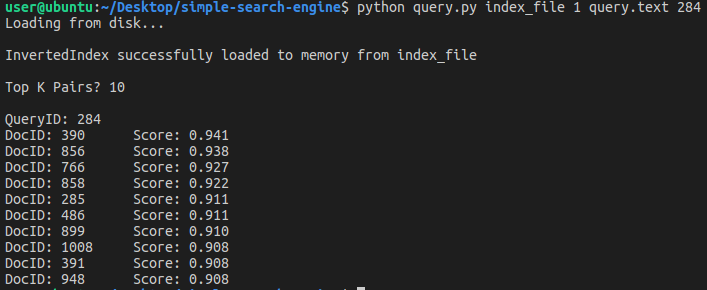 user@ubuntu:~/Desktop/simple-search-engine$ python query.py index_file 1 query.text 284
Loading from disk...
InvertedIndex successfully loaded to memory from index_file
Top K Pairs? 10
QueryID: 284
DocID: 390 Score: 0.941
DocID: 856 Score: 0.938
DocID: 766 Score: 0.927
DocID: 858 Score: 0.922
DocID: 285 Score: 0.911
DocID: 486 Score: 0.911
DocID: 899 Score: 0.910
DocID: 1008 Score: 0.908
DocID: 391 Score: 0.908
DocID: 948 Score: 0.908